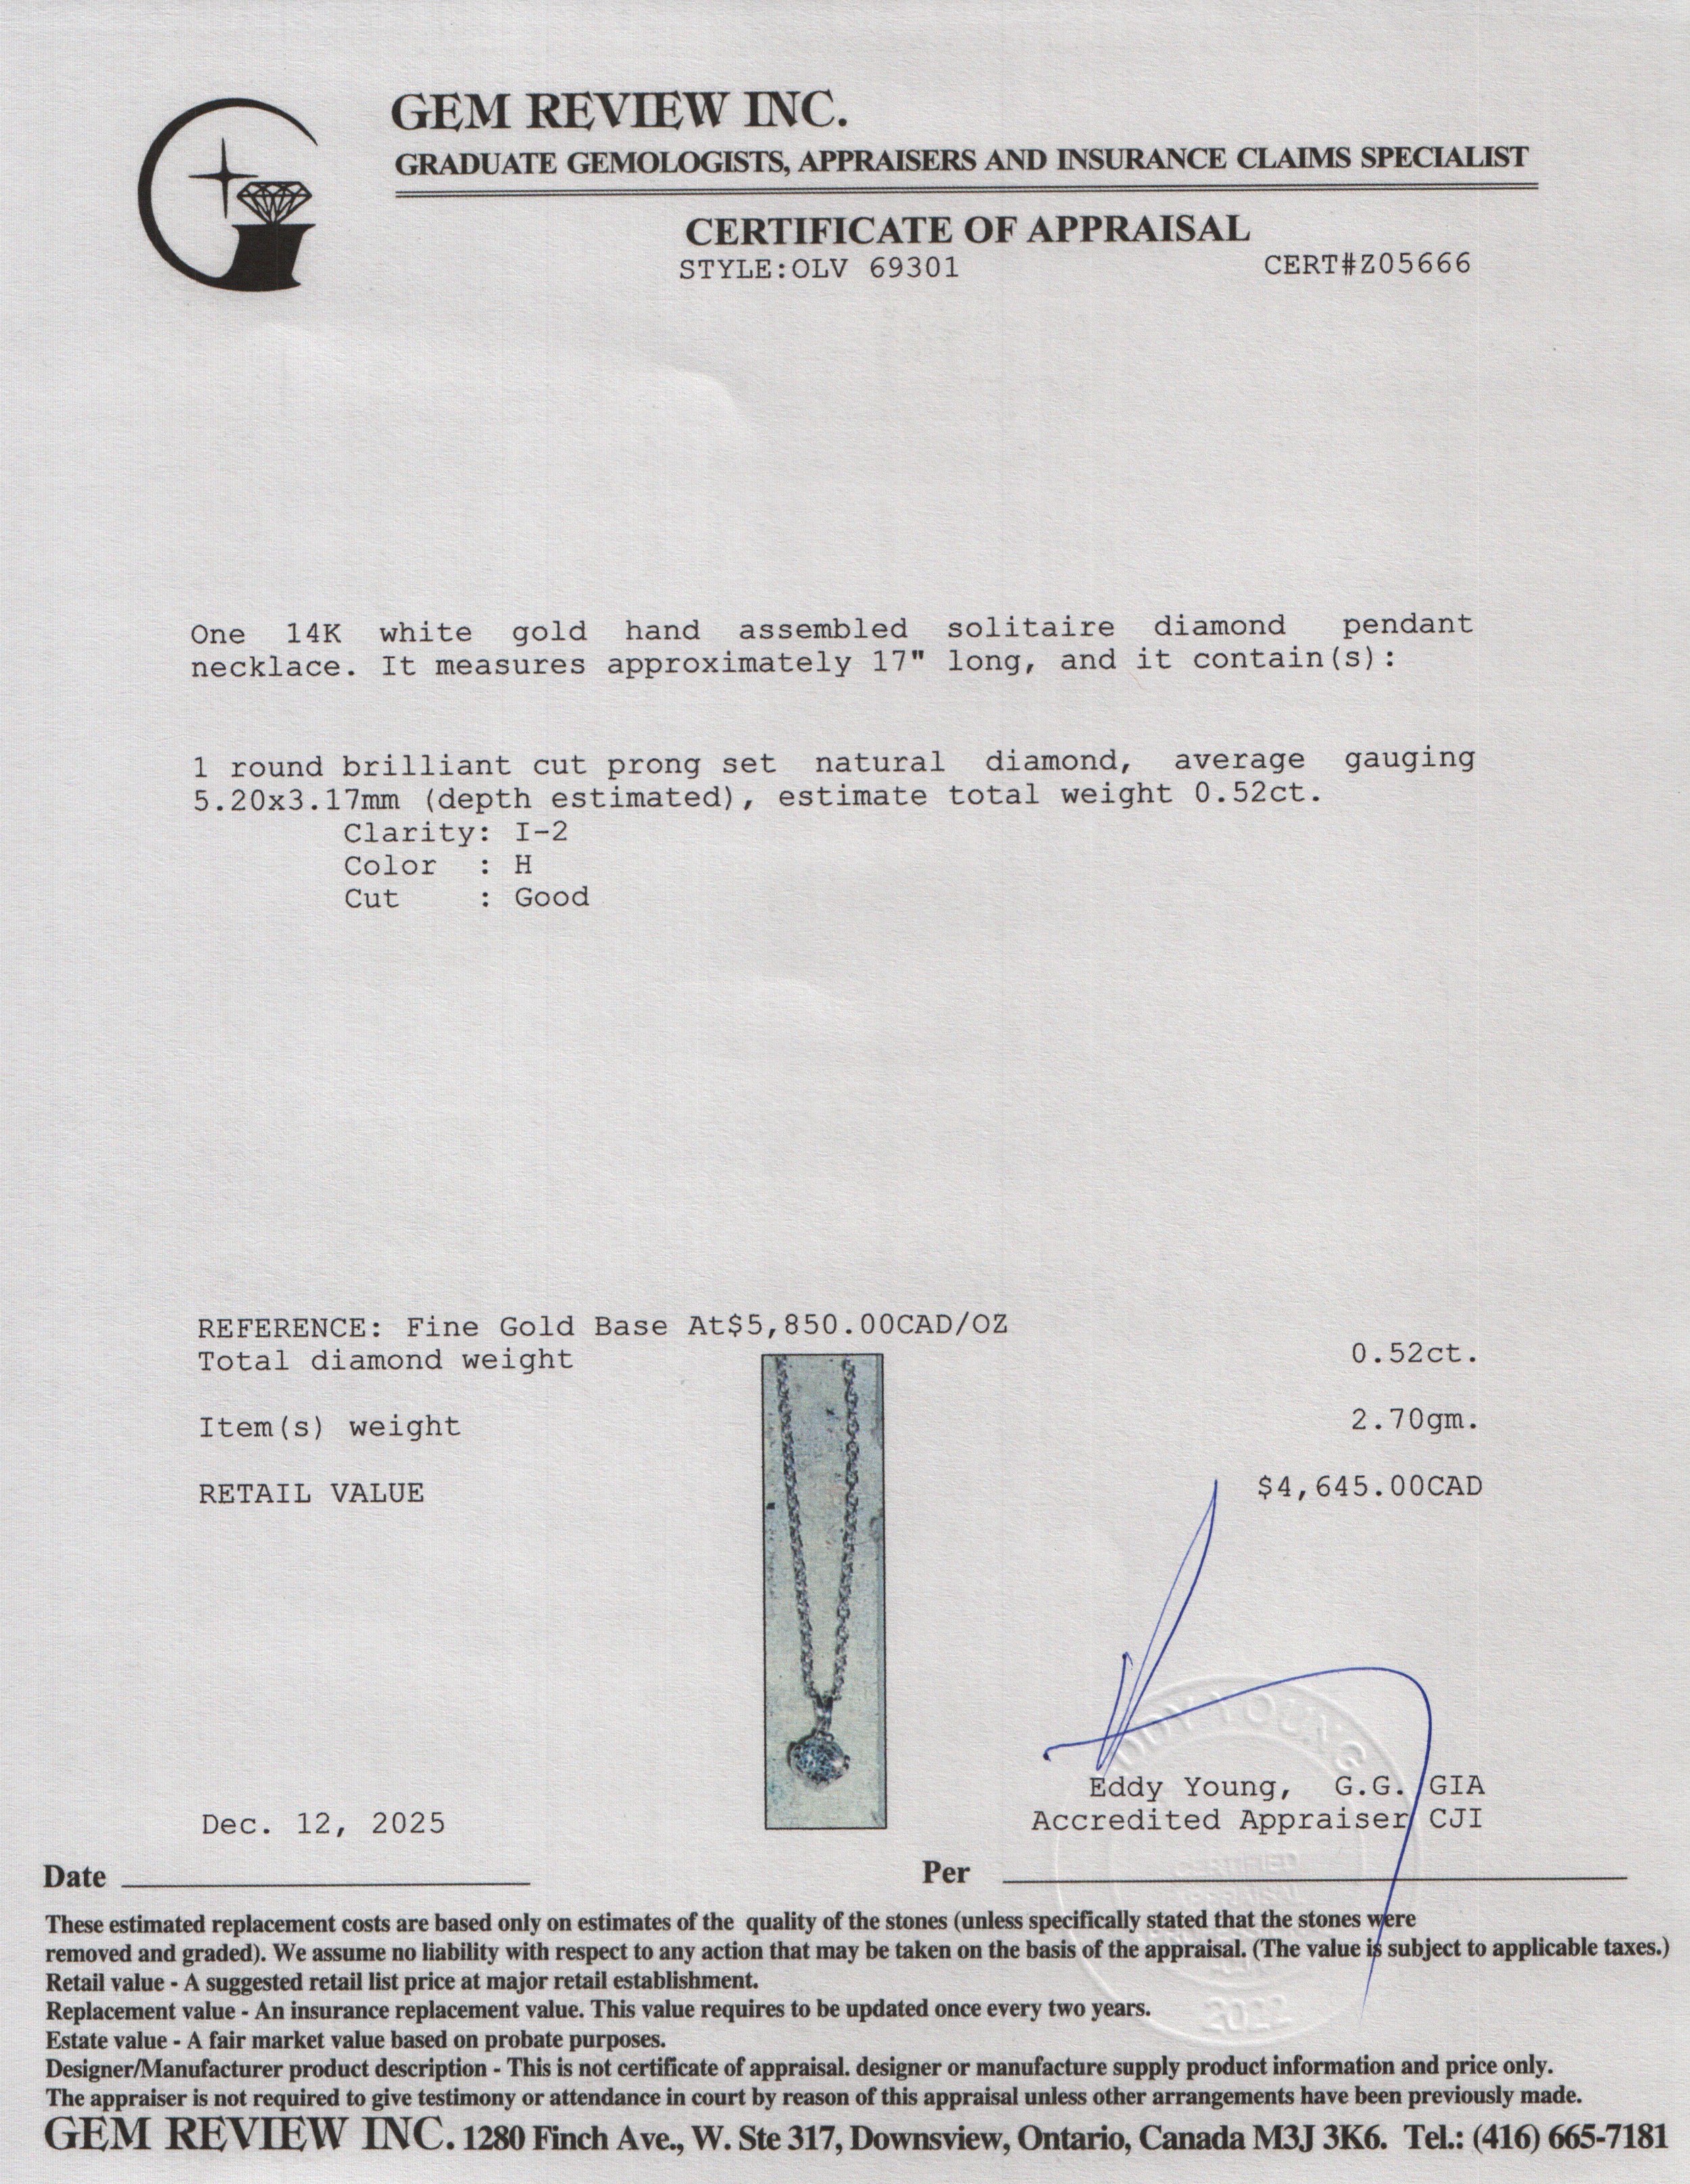 GEM REVIEW INC.
GRADUATE GEMOLOGISTS, APPRAISERS AND INSURANCE CLAIMS SPECIALIST
CERTIFICATE OF APPRAISAL
STYLE:OLV 69301 CERT#Z05666
One 14K white gold hand assembled solitaire diamond pendant
necklace. It measures approximately 17" long, and it contain(s):
1 round brilliant cut prong set natural diamond, average gauging
5.20x3.17mm (depth estimated), estimate total weight 0.52ct.
Clarity: I-2
Color : H
Cut : Good
REFERENCE: Fine Gold Base At$5,850.00CAD/OZ
Total diamond weight 0.52ct.
Item(s) weight 2.70gm.
RETAIL VALUE $4,645.00CAD
EDDY YOUNG
Eddy Young, G.G. GIA
Dec. 12, 2025 Accredited Appraiser CJI
Date Per
CERTIFIED
These estimated replacement costs are based only on estimates of the quality of the stones (unless specifically stated that the stones were
removed and graded). We assume no liability with respect to any action that may be taken on the basis of the appraisal. (The value is subject to applicable taxes.)
Retail value - A suggested retail list price at major retail establishment.
Replacement value - An insurance replacement value. This value requires to be updated once every two years.
2022
Estate value - A fair market value based on probate purposes.
Designer/Manufacturer product description - This is not certificate of appraisal. designer or manufacture supply product information and price only.
The appraiser is not required to give testimony or attendance in court by reason of this appraisal unless other arrangements have been previously made.
GEM REVIEW INC. 1280 Finch Ave., W. Ste 317, Downsview, Ontario, Canada M3J 3K6. Tel.: (416) 665-7181